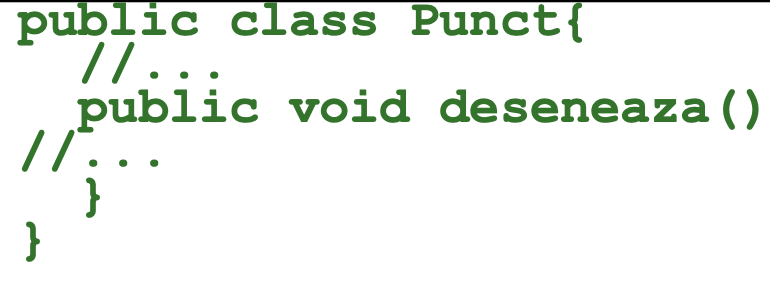 public class Punct{
//...
public void deseneaza()
//...
}
}